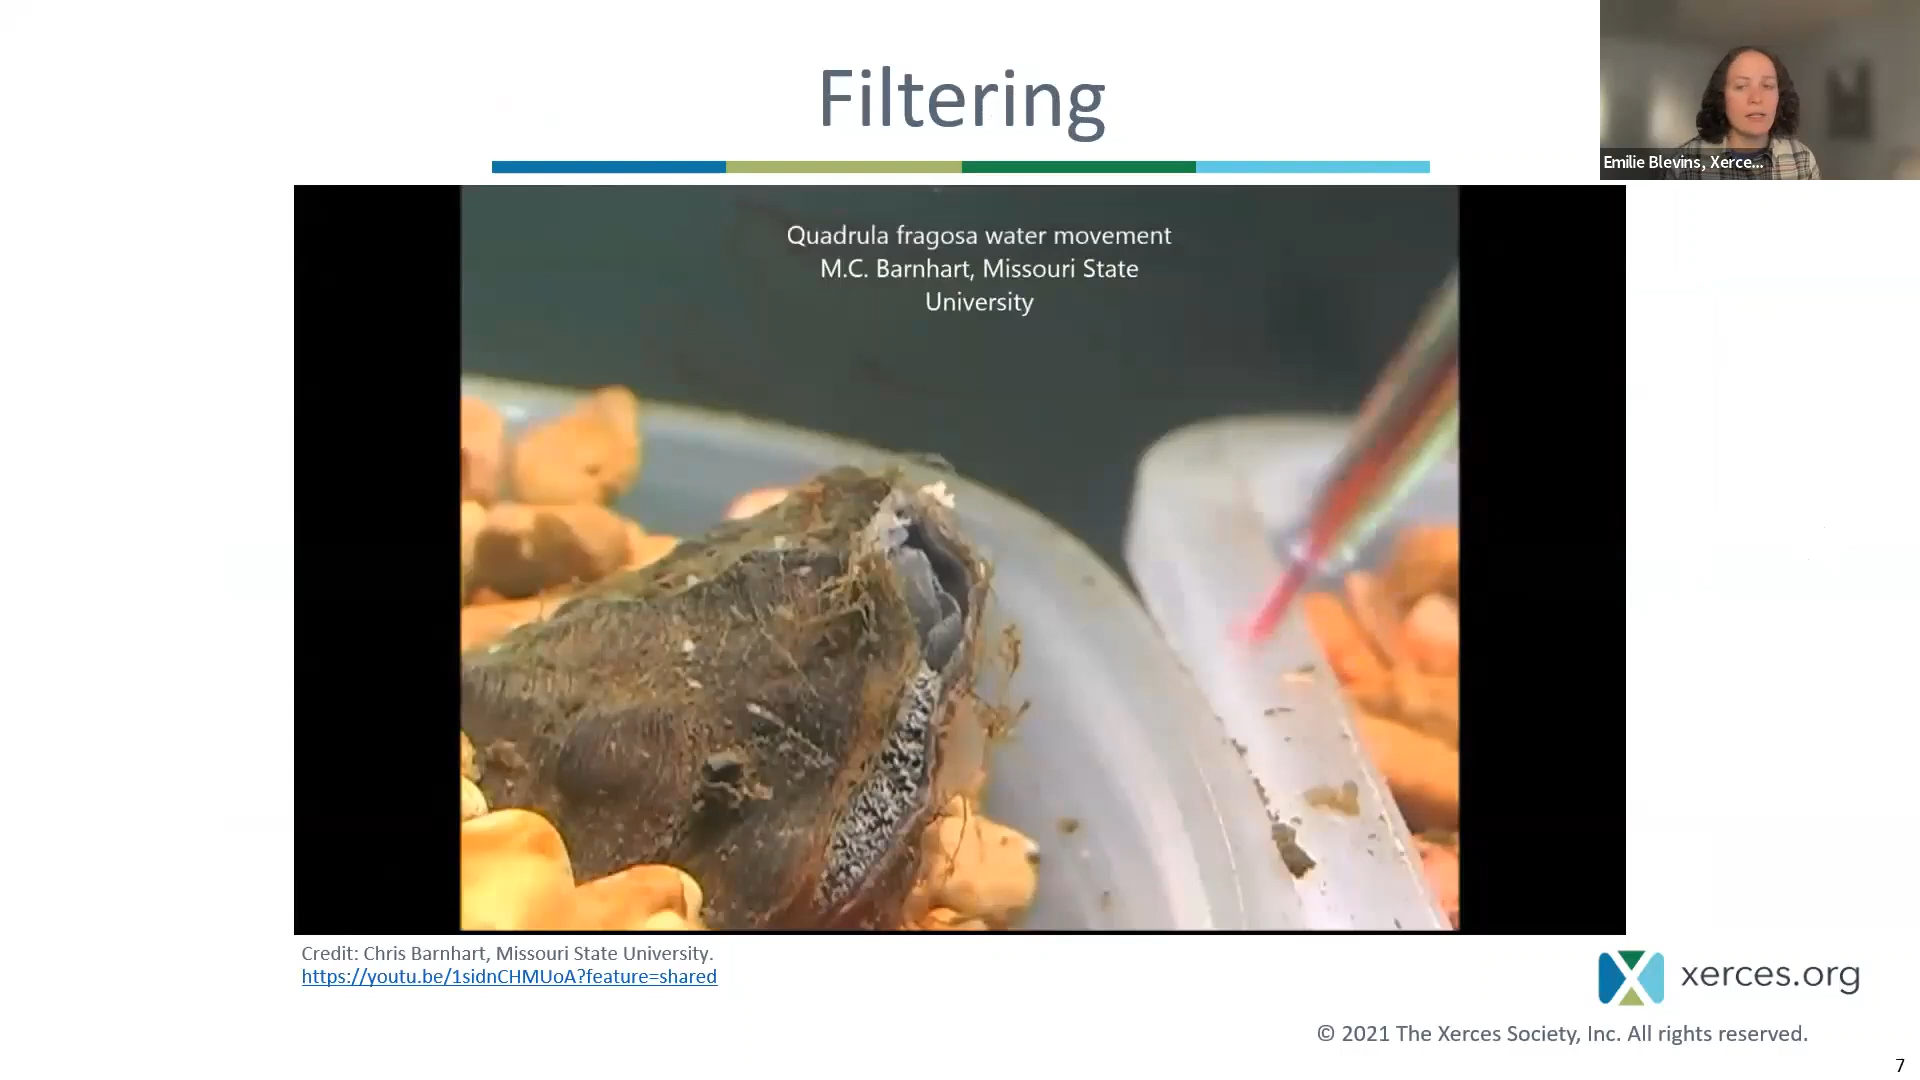 Filtering
Emilie Blevins, Xerce...
Quadrula fragosa water movement
M.C. Barnhart, Missouri State
University
Credit: Chris Barnhart, Missouri State University.
https://youtu.be/1sidnCHMUoA?feature=shared
xerces.org
© 2021 The Xerces Society, Inc. All rights reserved.
7